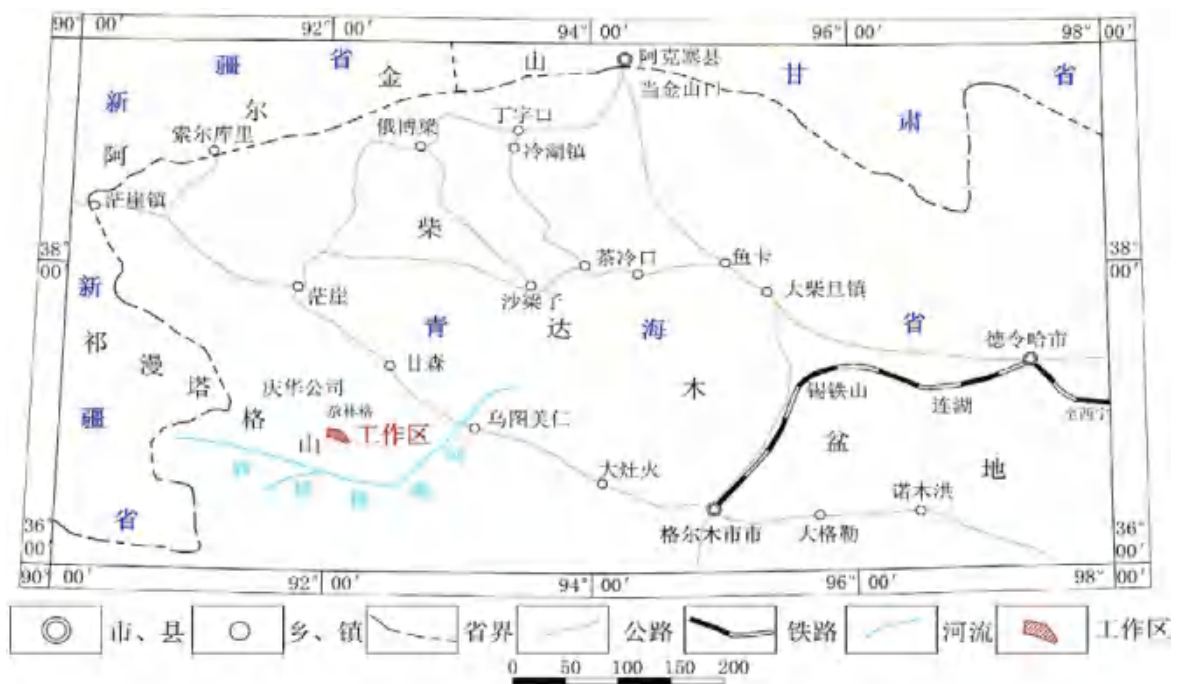 90° 00′ 92° 00′ 94° 00′ 96° 00′ 98° 00′
阿克塞县
疆 省 金 山 甘 省
新 尔 当金山口 肃
丁字口
俄博梁
索尔库里
阿 冷湖镇
茫崖镇
柴
38° 00′ 38° 00′
茶冷口 鱼卡
新 茫崖 沙梁子 大柴旦镇
青 达 海 省
祁 德令哈市
漫 甘森
塔 庆华公司 木 锡铁山
连湖 至西宁
尕林格
疆 格 山 工作区 乌图美仁 盆
河
大灶火 地
诺木洪
省
格尔木市市 大格勒
36° 00′ 36° 00′
90° 00′ 92° 00′ 94° 00′ 96° 00′ 98° 00′
市、县 乡、镇 省界 公路 铁路 河流 工作区
0 50 100 150 200